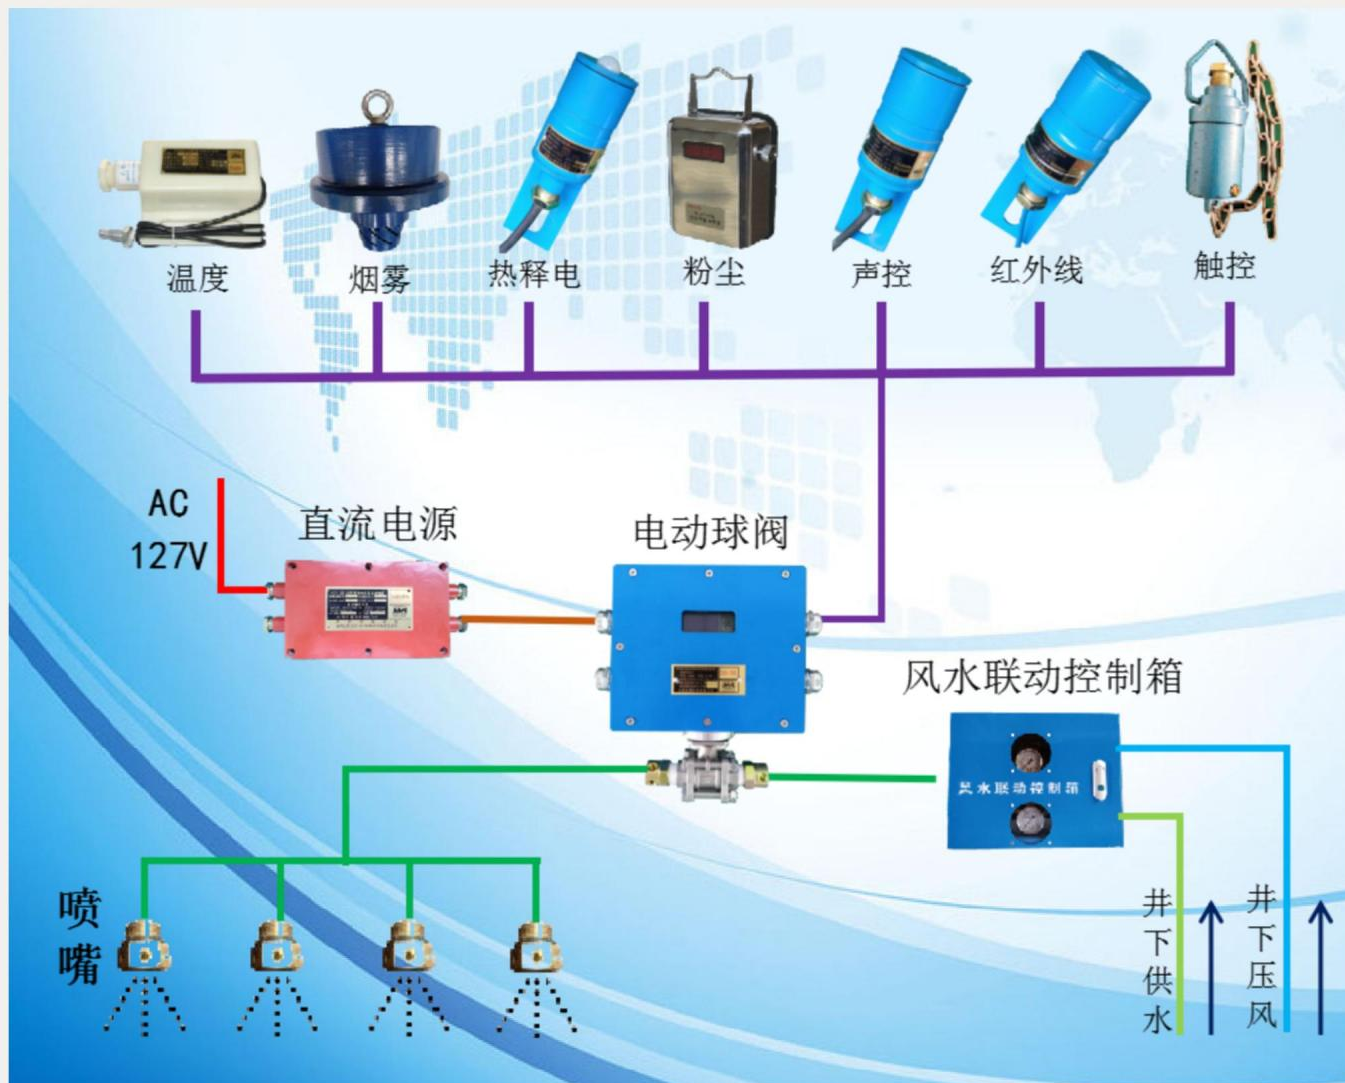 温度
烟雾
热释电
粉尘
声控
红外线
触控
AC
127V
直流电源
电动球阀
风水联动控制箱
风水联动控制箱
喷嘴
井下供水
井下压风